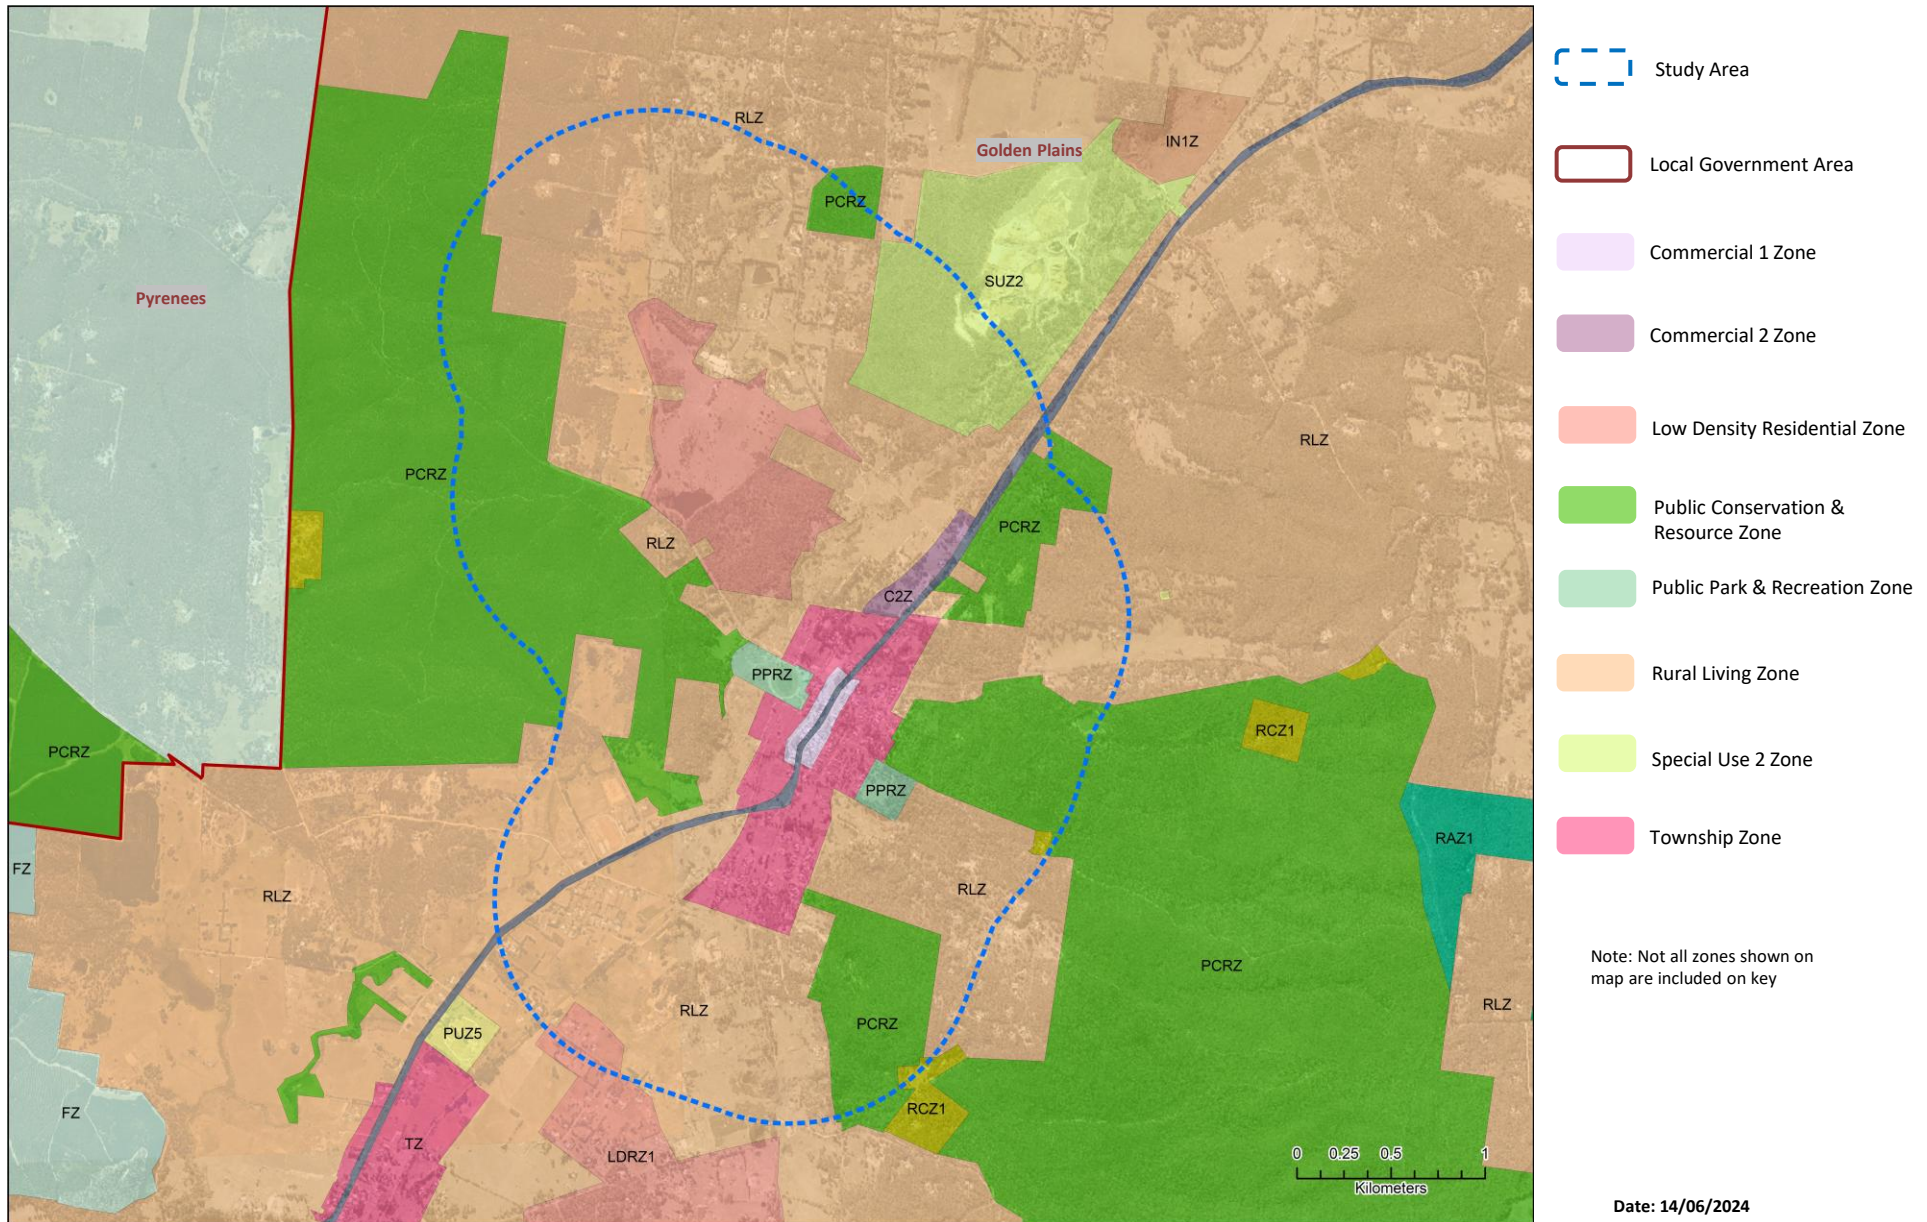 RLZ
Golden Plains
IN1Z
PCRZ
SUZ2
Pyrenees
RLZ
PCRZ
PCRZ
RLZ
C2Z
PPRZ
RCZ1
PCRZ
PPRZ
RAZ1
FZ
RLZ
RLZ
PCRZ
RLZ
RLZ
PCRZ
PUZ5
FZ
RCZ1
TZ
LDRZ1
0 0.25 0.5 1
Kilometers
Study Area
Local Government Area
Commercial 1 Zone
Commercial 2 Zone
Low Density Residential Zone
Public Conservation &
Resource Zone
Public Park & Recreation Zone
Rural Living Zone
Special Use 2 Zone
Township Zone
Note: Not all zones shown on
map are included on key
Date: 14/06/2024